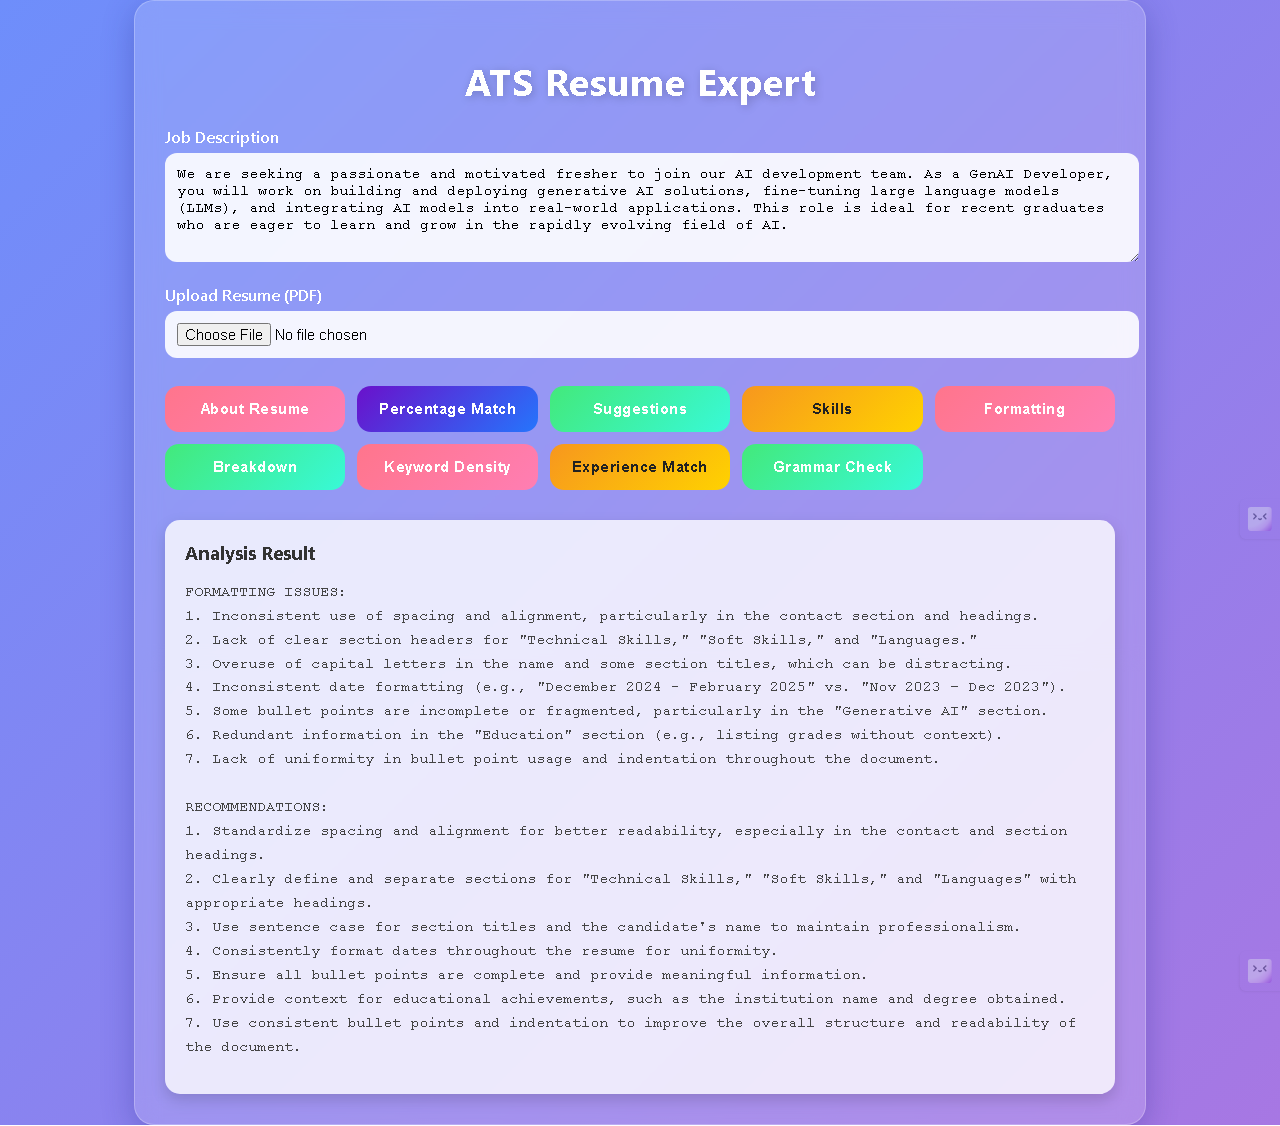 ATS Resume Expert
Job Description
We are seeking a passionate and motivated fresher to join our AI development team. As a GenAI Developer,
you will work on building and deploying generative AI solutions, fine-tuning large language models
(LLMs), and integrating AI models into real-world applications. This role is ideal for recent graduates
who are eager to learn and grow in the rapidly evolving field of AI.
Upload Resume (PDF)
Choose File No file chosen
About Resume Percentage Match Suggestions Skills Formatting
Breakdown Keyword Density Experience Match Grammar Check
Analysis Result
FORMATTING ISSUES:
1. Inconsistent use of spacing and alignment, particularly in the contact section and headings.
2. Lack of clear section headers for "Technical Skills," "Soft Skills," and "Languages."
3. Overuse of capital letters in the name and some section titles, which can be distracting.
4. Inconsistent date formatting (e.g., "December 2024 - February 2025" vs. "Nov 2023 – Dec 2023").
5. Some bullet points are incomplete or fragmented, particularly in the "Generative AI" section.
6. Redundant information in the "Education" section (e.g., listing grades without context).
7. Lack of uniformity in bullet point usage and indentation throughout the document.
RECOMMENDATIONS:
1. Standardize spacing and alignment for better readability, especially in the contact and section
headings.
2. Clearly define and separate sections for "Technical Skills," "Soft Skills," and "Languages" with
appropriate headings.
3. Use sentence case for section titles and the candidate's name to maintain professionalism.
4. Consistently format dates throughout the resume for uniformity.
5. Ensure all bullet points are complete and provide meaningful information.
6. Provide context for educational achievements, such as the institution name and degree obtained.
7. Use consistent bullet points and indentation to improve the overall structure and readability of
the document.